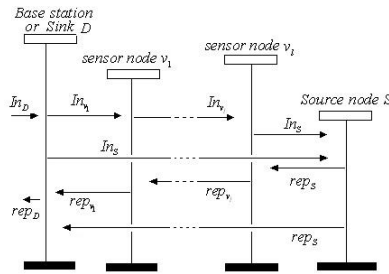 Base station
or Sink D
sensor node v1
sensor node vi
Source node S
InD
Inv1
Invi
InS
InS
repS
repvi
repv1
repD
repS